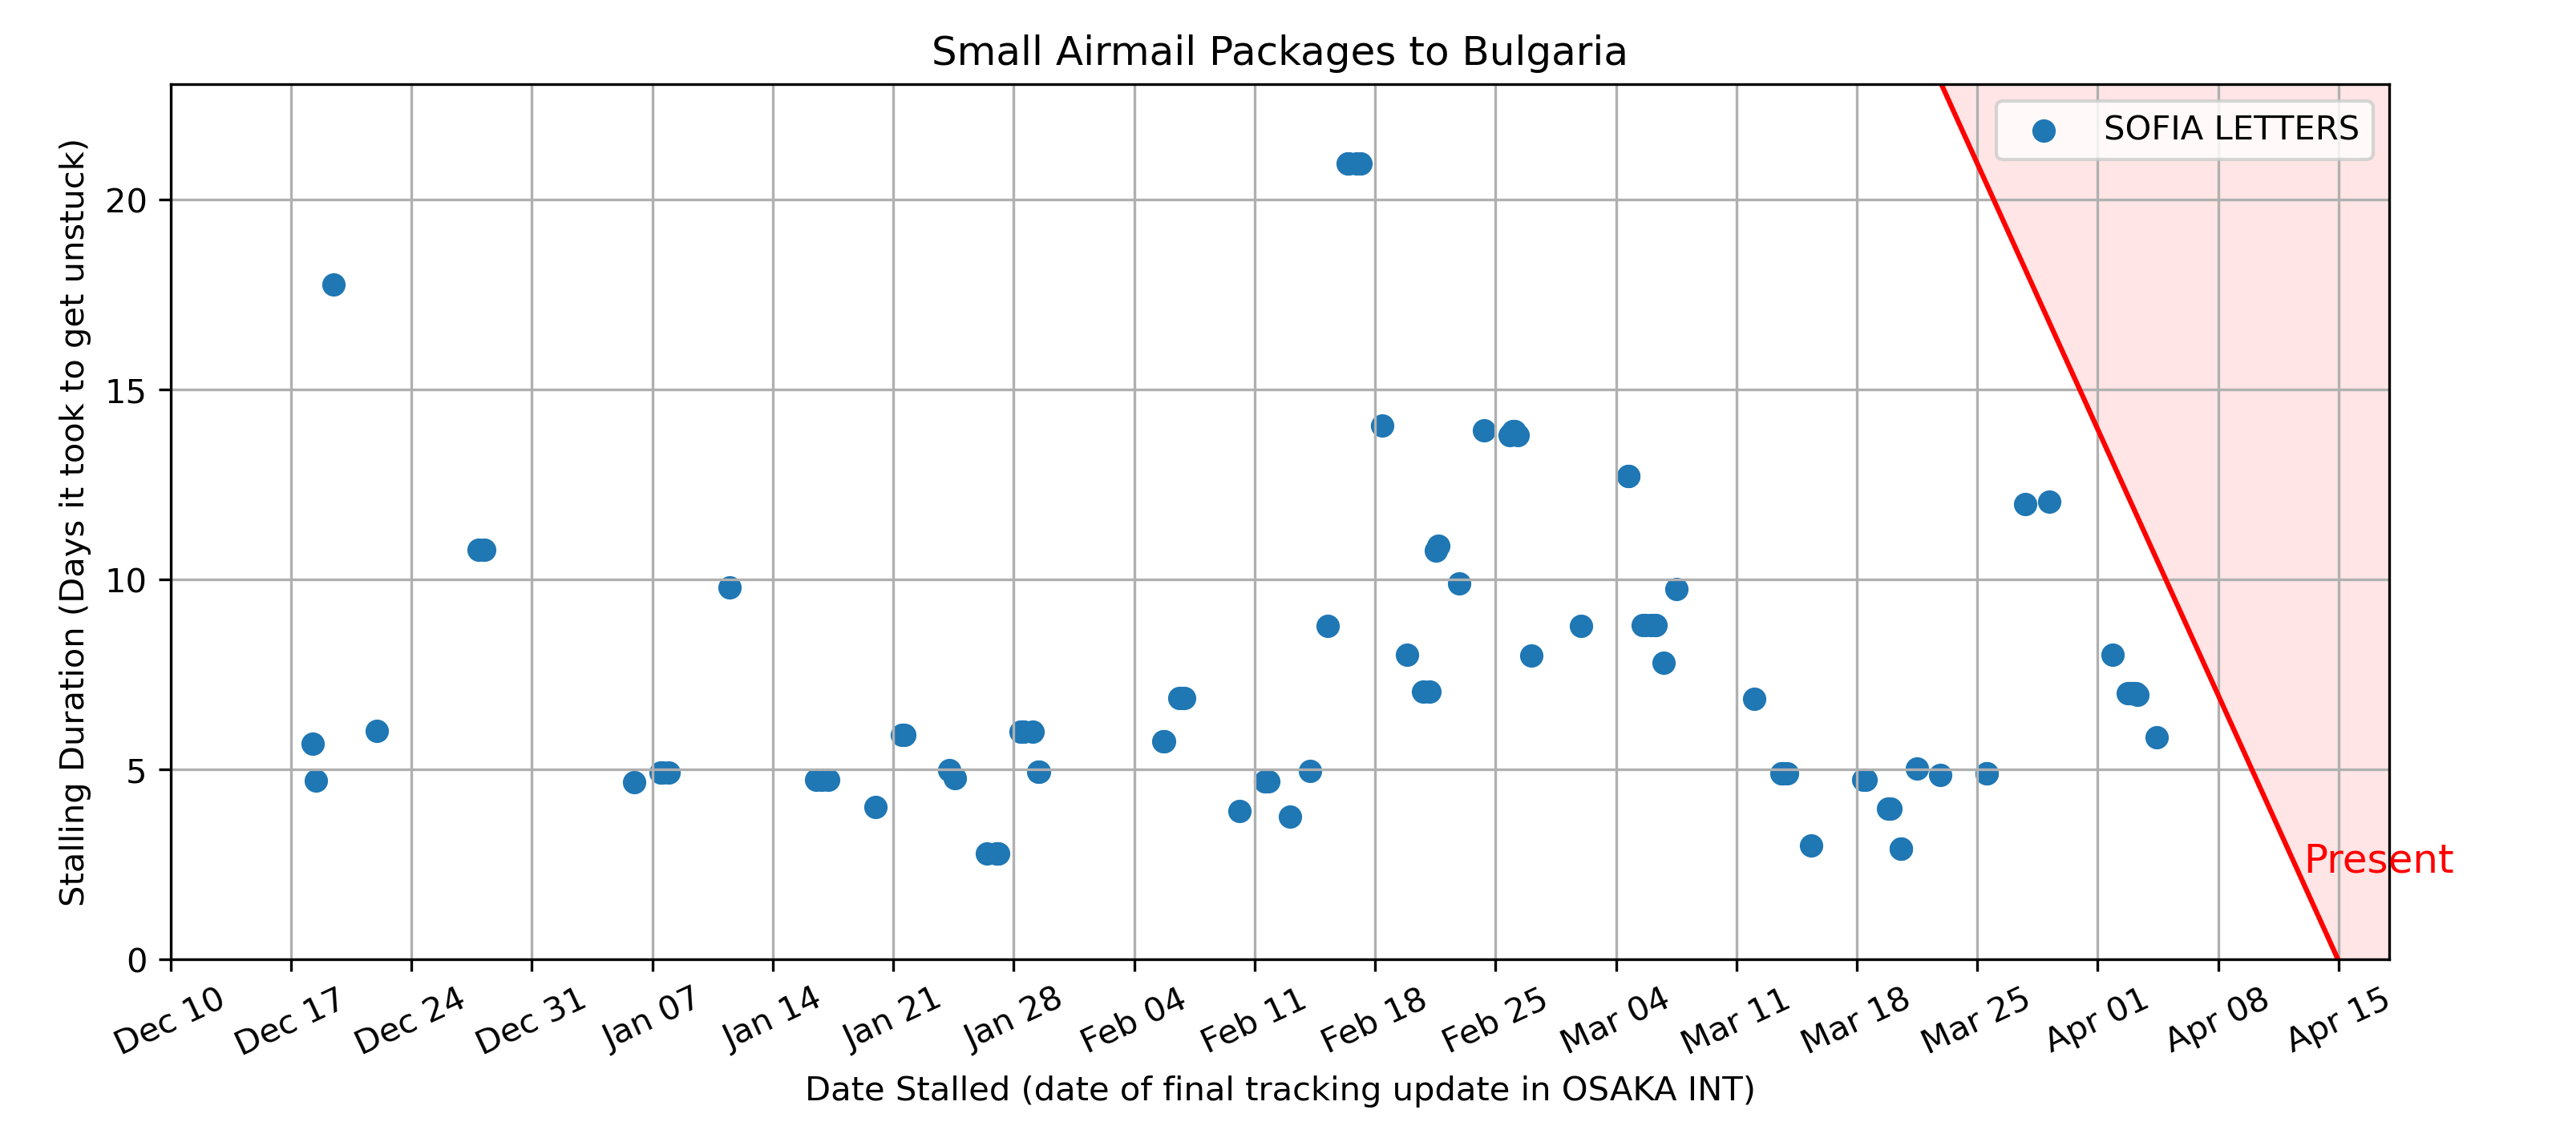 Small Airmail Packages to Bulgaria
SOFIA LETTERS
Stalling Duration (Days it took to get unstuck)
20
15
10
5
0
Present
Dec 10
Dec 17
Dec 24
Dec 31
Jan 07
Jan 14
Jan 21
Jan 28
Feb 04
Feb 11
Feb 18
Feb 25
Mar 04
Mar 11
Mar 18
Mar 25
Apr 01
Apr 08
Apr 15
Date Stalled (date of final tracking update in OSAKA INT)